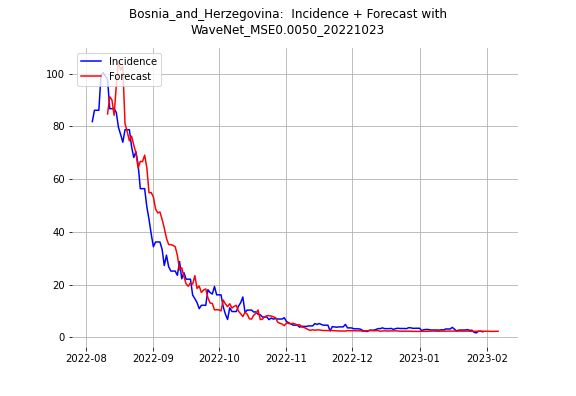 Bosnia_and_Herzegovina:  Incidence + Forecast with
WaveNet_MSE0.0050_20221023
Incidence
Forecast
100
80
60
40
20
0
2022-08 2022-09 2022-10 2022-11 2022-12 2023-01 2023-02